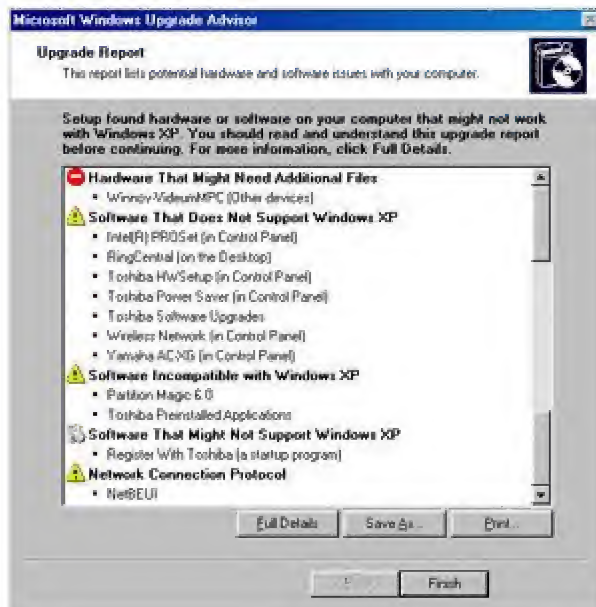 Microsoft Windows Upgrade Advisor
Upgrade Report
This report lists potential hardware and software issues with your computer.
Setup found hardware or software on your computer that might not work
with Windows XP. You should read and understand this upgrade report
before continuing. For more information, click Full Details.
Hardware That Might Need Additional Files
• Winnov-VideumMPC (Other devices)
Software That Does Not Support Windows XP
• Intel(R) PROSet (in Control Panel)
• RingCentral (on the Desktop)
• Toshiba HWSetup (in Control Panel)
• Toshiba Power Saver (in Control Panel)
• Toshiba Software Upgrades
• Wireless Network (in Control Panel)
• Yamaha AC-XG (in Control Panel)
Software Incompatible with Windows XP
• Partition Magic 6.0
• Toshiba Preinstalled Applications
Software That Might Not Support Windows XP
• Register With Toshiba (a startup program)
Network Connection Protocol
• NetBEUI
Full Details Save As... Print...
Finish